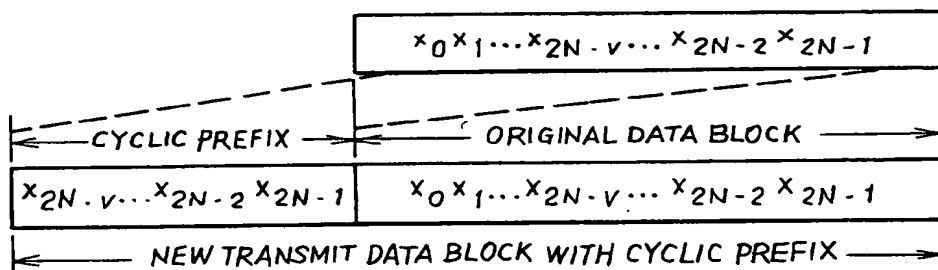 x0 x1 ... x2N-v ... x2N-2 x2N-1
CYCLIC PREFIX
ORIGINAL DATA BLOCK
x2N-v ... x2N-2 x2N-1
x0 x1 ... x2N-v ... x2N-2 x2N-1
NEW TRANSMIT DATA BLOCK WITH CYCLIC PREFIX